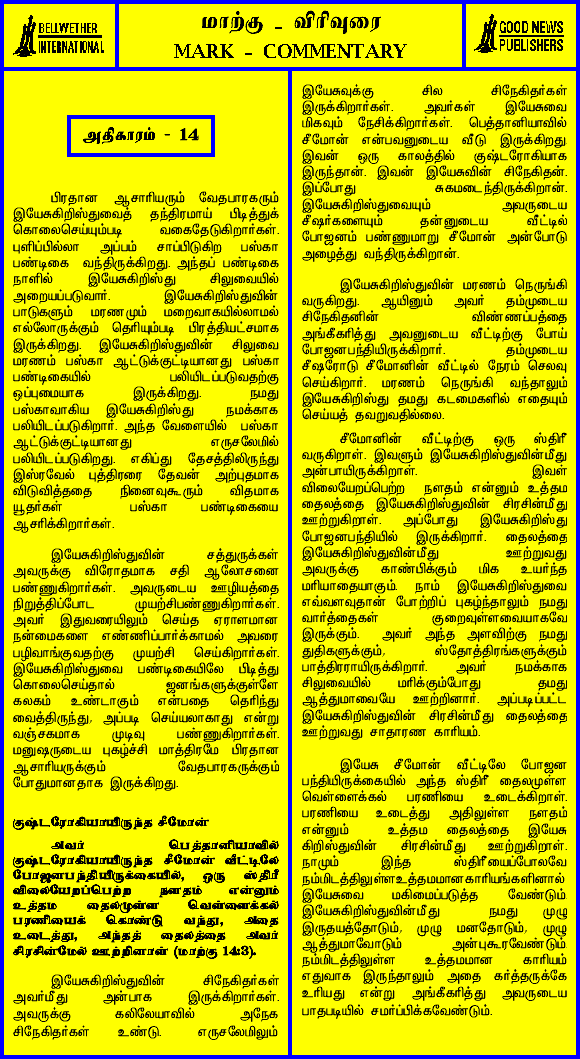 BELLWETHER
INTERNATIONAL
மாற்கு - விரிவுரை
MARK - COMMENTARY
GOOD NEWS
PUBLISHERS
அதிகாரம் - 14
பிரதான ஆசாரியரும் வேதபாரகரும்
இயேசுகிறிஸ்துவைத் தந்திரமாய் பிடித்துக்
கொலைசெய்யும்படி வகைதேடுகிறார்கள்.
புளிப்பில்லா அப்பம் சாப்பிடுகிற பஸ்கா
பண்டிகை வந்திருக்கிறது. அந்தப் பண்டிகை
நாளில் இயேசுகிறிஸ்து சிலுவையில்
அறையப்படுவார். இயேசுகிறிஸ்துவின்
பாடுகளும் மரணமும் மறைவாகயில்லாமல்
எல்லோருக்கும் தெரியும்படி பிரத்தியட்சமாக
இருக்கிறது. இயேசுகிறிஸ்துவின் சிலுவை
மரணம் பஸ்கா ஆட்டுக்குட்டியானது பஸ்கா
பண்டிகையில் பலியிடப்படுவதற்கு
ஒப்புமையாக இருக்கிறது. நமது
பஸ்காவாகிய இயேசுகிறிஸ்து நமக்காக
பலியிடப்படுகிறார். அந்த வேளையில் பஸ்கா
ஆட்டுக்குட்டியானது எருசலேமில்
பலியிடப்படுகிறது. எகிப்து தேசத்திலிருந்து
இஸ்ரவேல் புத்திரரை தேவன் அற்புதமாக
விடுவித்ததை நினைவுகூரும் விதமாக
யூதர்கள் பஸ்கா பண்டிகையை
ஆசரிக்கிறார்கள்.
இயேசுகிறிஸ்துவின் சத்துருக்கள்
அவருக்கு விரோதமாக சதி ஆலோசனை
பண்ணுகிறார்கள். அவருடைய ஊழியத்தை
நிறுத்திப்போட முயற்சிபண்ணுகிறார்கள்.
அவர் இதுவரையிலும் செய்த ஏராளமான
நன்மைகளை எண்ணிப்பார்க்காமல் அவரை
பழிவாங்குவதற்கு முயற்சி செய்கிறார்கள்.
இயேசுகிறிஸ்துவை பண்டிகையிலே பிடித்து
கொலைசெய்தால் ஜனங்களுக்குள்ளே
கலகம் உண்டாகும் என்பதை தெரிந்து
வைத்திருந்து, அப்படி செய்யலாகாது என்று
வஞ்சகமாக முடிவு பண்ணுகிறார்கள்.
மனுஷருடைய புகழ்ச்சி மாத்திரமே பிரதான
ஆசாரியருக்கும் வேதபாரகருக்கும்
போதுமானதாக இருக்கிறது.
குஷ்டரோகியாயிருந்த சீமோன்
அவர் பெத்தானியாவில்
குஷ்டரோகியாயிருந்த சீமோன் வீட்டிலே
போஜனபந்தியிருக்கையில், ஒரு ஸ்திரீ
விலையேறப்பெற்ற நளதம் என்னும்
உத்தம தைலமுள்ள வெள்ளைக்கல்
பரணியைக் கொண்டு வந்து, அதை
உடைத்து, அந்தத் தைலத்தை அவர்
சிரசின்மேல் ஊற்றினாள் (மாற்கு 14:3).
இயேசுகிறிஸ்துவின் சிநேகிதர்கள்
அவர்மீது அன்பாக இருக்கிறார்கள்.
அவருக்கு கலிலேயாவில் அநேக
சிநேகிதர்கள் உண்டு. எருசலேமிலும்
இயேசுவுக்கு சில சிநேகிதர்கள்
இருக்கிறார்கள். அவர்கள் இயேசுவை
மிகவும் நேசிக்கிறார்கள். பெத்தானியாவில்
சீமோன் என்பவனுடைய வீடு இருக்கிறது.
இவன் ஒரு காலத்தில் குஷ்டரோகியாக
இருந்தான். இவன் இயேசுவின் சிநேகிதன்.
இப்போது சுகமடைந்திருக்கிறான்.
இயேசுகிறிஸ்துவையும் அவருடைய
சீஷர்களையும் தன்னுடைய வீட்டில்
போஜனம் பண்ணுமாறு சீமோன் அன்போடு
அழைத்து வந்திருக்கிறான்.
இயேசுகிறிஸ்துவின் மரணம் நெருங்கி
வருகிறது. ஆயினும் அவர் தம்முடைய
சிநேகிதனின் விண்ணப்பத்தை
அங்கீகரித்து அவனுடைய வீட்டிற்கு போய்
போஜனபந்தியிருக்கிறார். தம்முடைய
சீஷரோடு சீமோனின் வீட்டில் நேரம் செலவு
செய்கிறார். மரணம் நெருங்கி வந்தாலும்
இயேசுகிறிஸ்து தமது கடமைகளில் எதையும்
செய்யத் தவறுவதில்லை.
சீமோனின் வீட்டிற்கு ஒரு ஸ்திரீ
வருகிறாள். இவளும் இயேசுகிறிஸ்துவின்மீது
அன்பாயிருக்கிறாள். இவள்
விலையேறப்பெற்ற நளதம் என்னும் உத்தம
தைலத்தை இயேசுகிறிஸ்துவின் சிரசின்மீது
ஊற்றுகிறாள். அப்போது இயேசுகிறிஸ்து
போஜனபந்தியில் இருக்கிறார். தைலத்தை
இயேசுகிறிஸ்துவின்மீது ஊற்றுவது
அவருக்கு காண்பிக்கும் மிக உயர்ந்த
மரியாதையாகும். நாம் இயேசுகிறிஸ்துவை
எவ்வளவுதான் போற்றிப் புகழ்ந்தாலும் நமது
வார்த்தைகள் குறைவுள்ளவையாகவே
இருக்கும். அவர் அந்த அளவிற்கு நமது
துதிகளுக்கும், ஸ்தோத்திரங்களுக்கும்
பாத்திரராயிருக்கிறார். அவர் நமக்காக
சிலுவையில் மரிக்கும்போது தமது
ஆத்துமாவையே ஊற்றினார். அப்படிப்பட்ட
இயேசுகிறிஸ்துவின் சிரசின்மீது தைலத்தை
ஊற்றுவது சாதாரண காரியம்.
இயேசு சீமோன் வீட்டிலே போஜன
பந்தியிருக்கையில் அந்த ஸ்திரீ தைலமுள்ள
வெள்ளைக்கல் பரணியை உடைக்கிறாள்.
பரணியை உடைத்து அதிலுள்ள நளதம்
என்னும் உத்தம தைலத்தை இயேசு
கிறிஸ்துவின் சிரசின்மீது ஊற்றுகிறாள்.
நாமும் இந்த ஸ்திரீயைப்போலவே
நம்மிடத்திலுள்ள உத்தமமான காரியங்களினால்
இயேசுவை மகிமைப்படுத்த வேண்டும்.
இயேசுகிறிஸ்துவின்மீது நமது முழு
இருதயத்தோடும், முழு மனதோடும், முழு
ஆத்துமாவோடும் அன்புகூரவேண்டும்.
நம்மிடத்திலுள்ள உத்தமமான காரியம்
எதுவாக இருந்தாலும் அதை கர்த்தருக்கே
உரியது என்று அங்கீகரித்து அவருடைய
பாதபடியில் சமர்ப்பிக்கவேண்டும்.